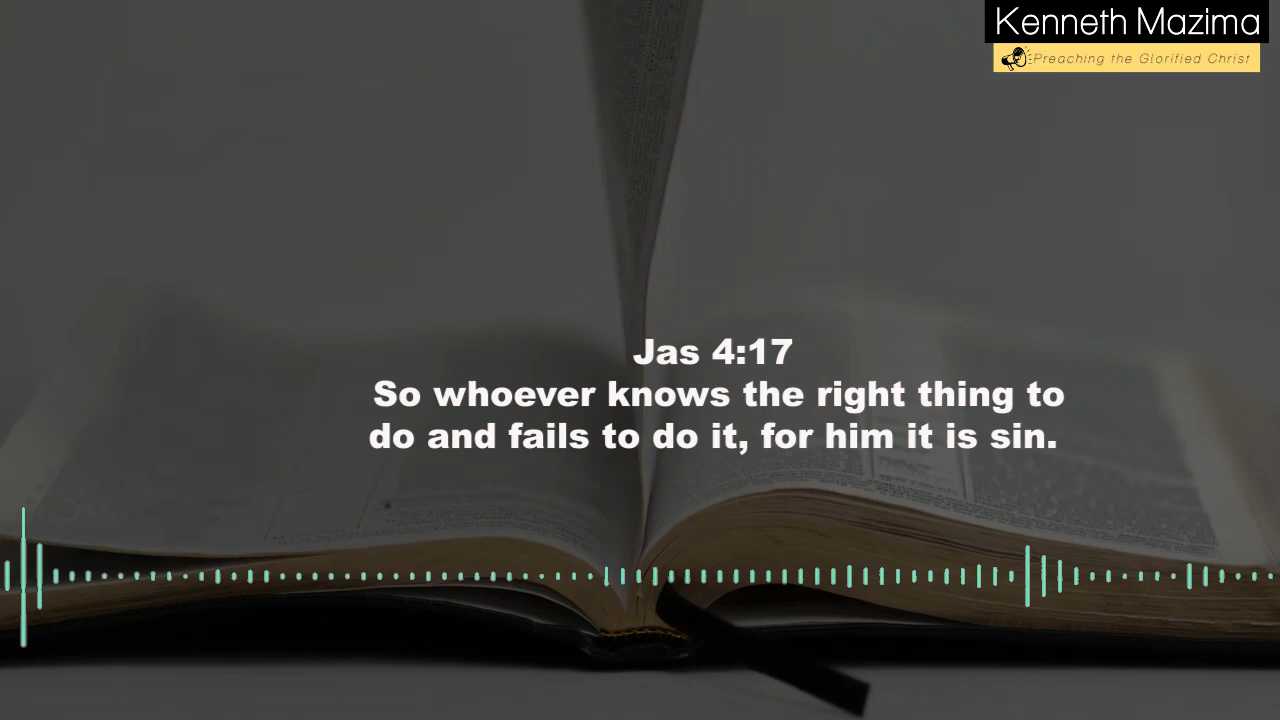 Kenneth Mazima
Preaching the Glorified Christ
Jas 4:17
So whoever knows the right thing to
do and fails to do it, for him it is sin.